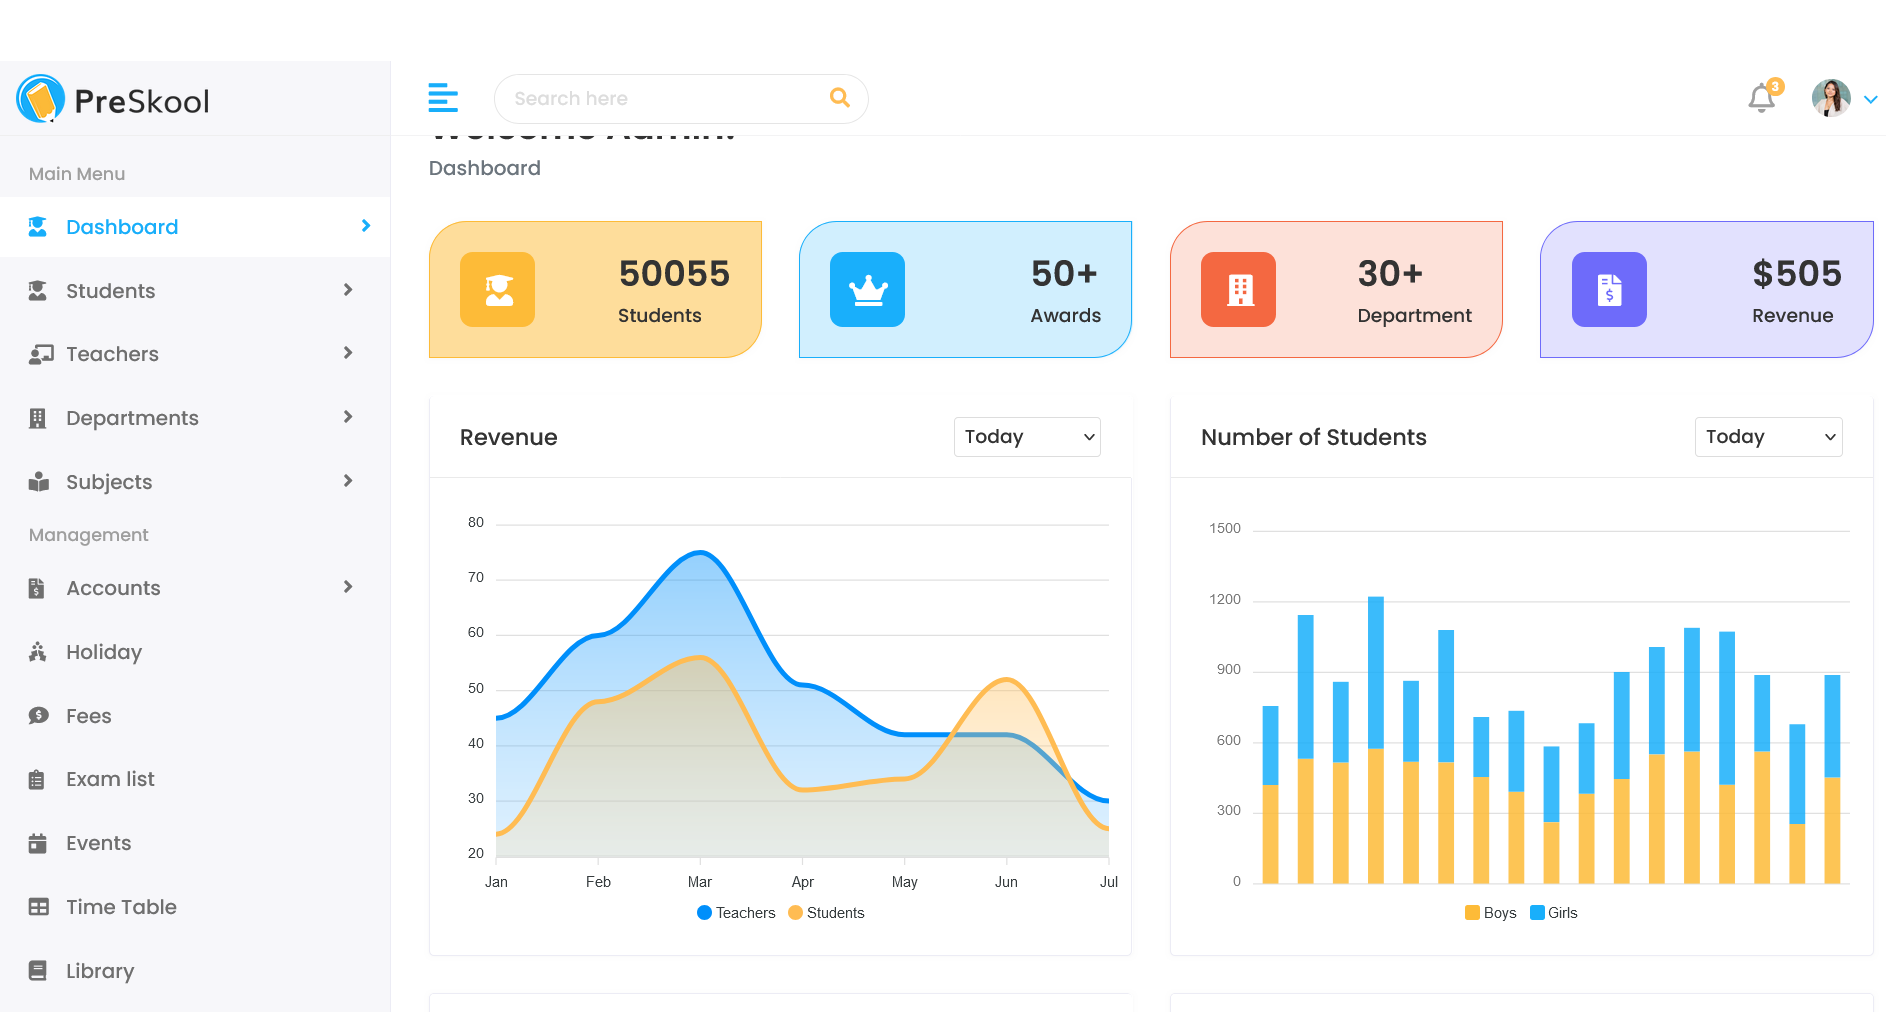 PreSkool
Search here
3
Welcome Admin!
Dashboard
Main Menu
Dashboard
Students
Teachers
Departments
Subjects
Management
Accounts
Holiday
Fees
Exam list
Events
Time Table
Library
50055
Students
50+
Awards
30+
Department
$505
Revenue
Revenue
Today
80
70
60
50
40
30
20
Jan Feb Mar Apr May Jun Jul
Teachers Students
Number of Students
Today
1500
1200
900
600
300
0
Boys Girls